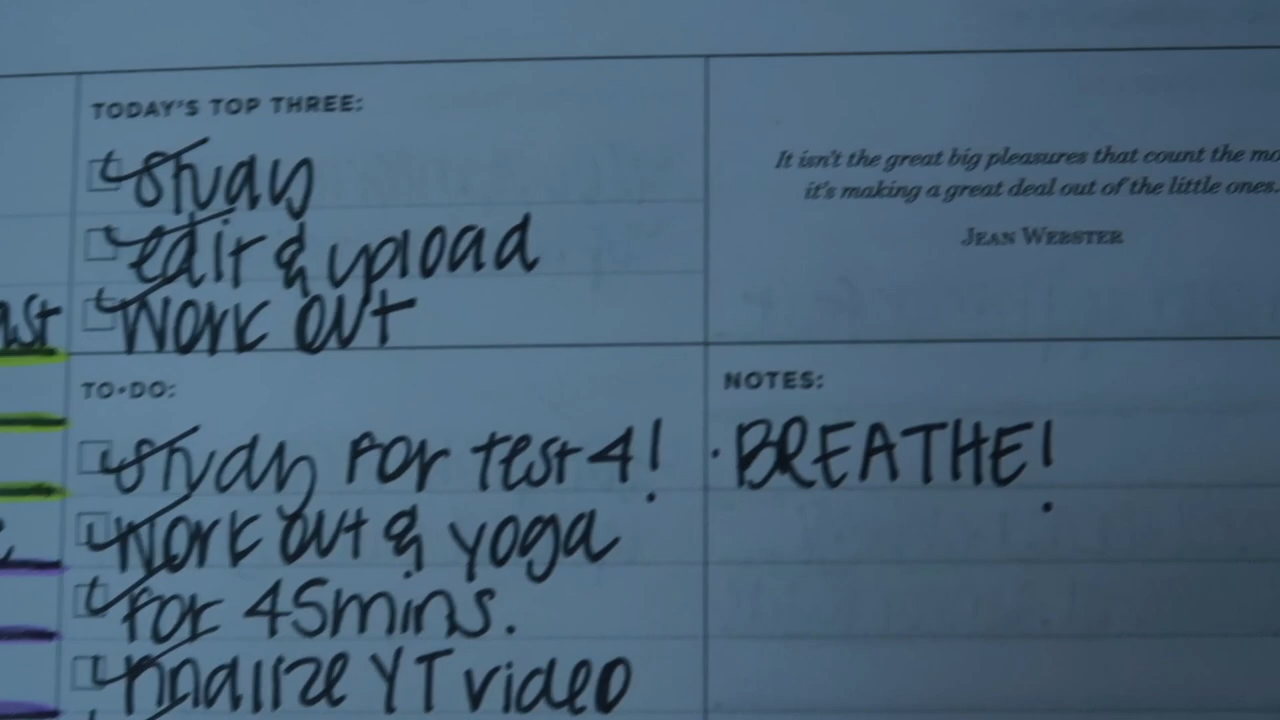 TODAY'S TOP THREE:
study
edit & upload
work out
It isn't the great big pleasures that count the
it's making a great deal out of the little ones.
JEAN WEBSTER
TO-DO:
study for test 4!
work out & yoga
for 45mins.
finalize YT video
NOTES:
• BREATHE!